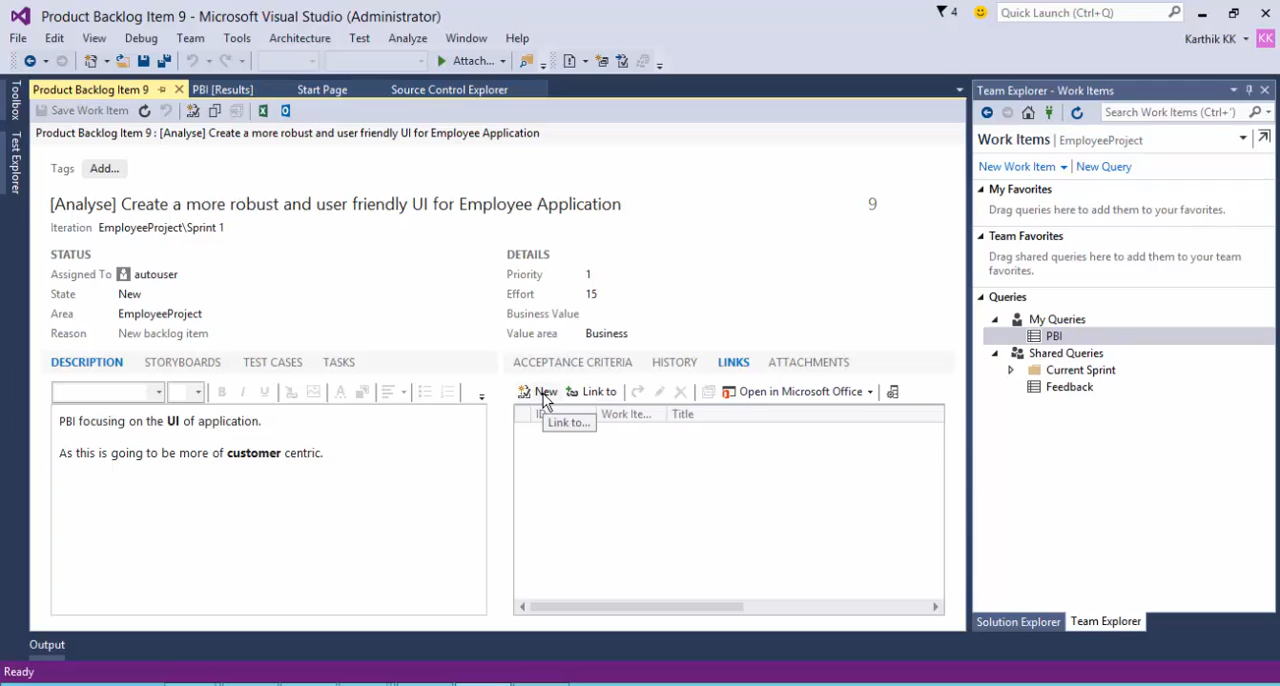 Product Backlog Item 9 - Microsoft Visual Studio (Administrator)
4
Quick Launch (Ctrl+Q)
File Edit View Debug Team Tools Architecture Test Analyze Window Help
Karthik KK
KK
Attach...
Toolbox
Test Explorer
Product Backlog Item 9
PBI [Results]
Start Page
Source Control Explorer
Save Work Item
Product Backlog Item 9 : [Analyse] Create a more robust and user friendly UI for Employee Application
Tags Add...
[Analyse] Create a more robust and user friendly UI for Employee Application
9
Iteration EmployeeProject\Sprint 1
STATUS
Assigned To autouser
State New
Area EmployeeProject
Reason New backlog item
DETAILS
Priority 1
Effort 15
Business Value
Value area Business
DESCRIPTION STORYBOARDS TEST CASES TASKS
B I U A
PBI focusing on the UI of application.
As this is going to be more of customer centric.
ACCEPTANCE CRITERIA HISTORY LINKS ATTACHMENTS
New Link to Open in Microsoft Office
Work Ite... Title
Link to...
Team Explorer - Work Items
Search Work Items (Ctrl+')
Work Items | EmployeeProject
New Work Item New Query
My Favorites
Drag queries here to add them to your favorites.
Team Favorites
Drag shared queries here to add them to your team
favorites.
Queries
My Queries
PBI
Shared Queries
Current Sprint
Feedback
Solution Explorer Team Explorer
Output
Ready